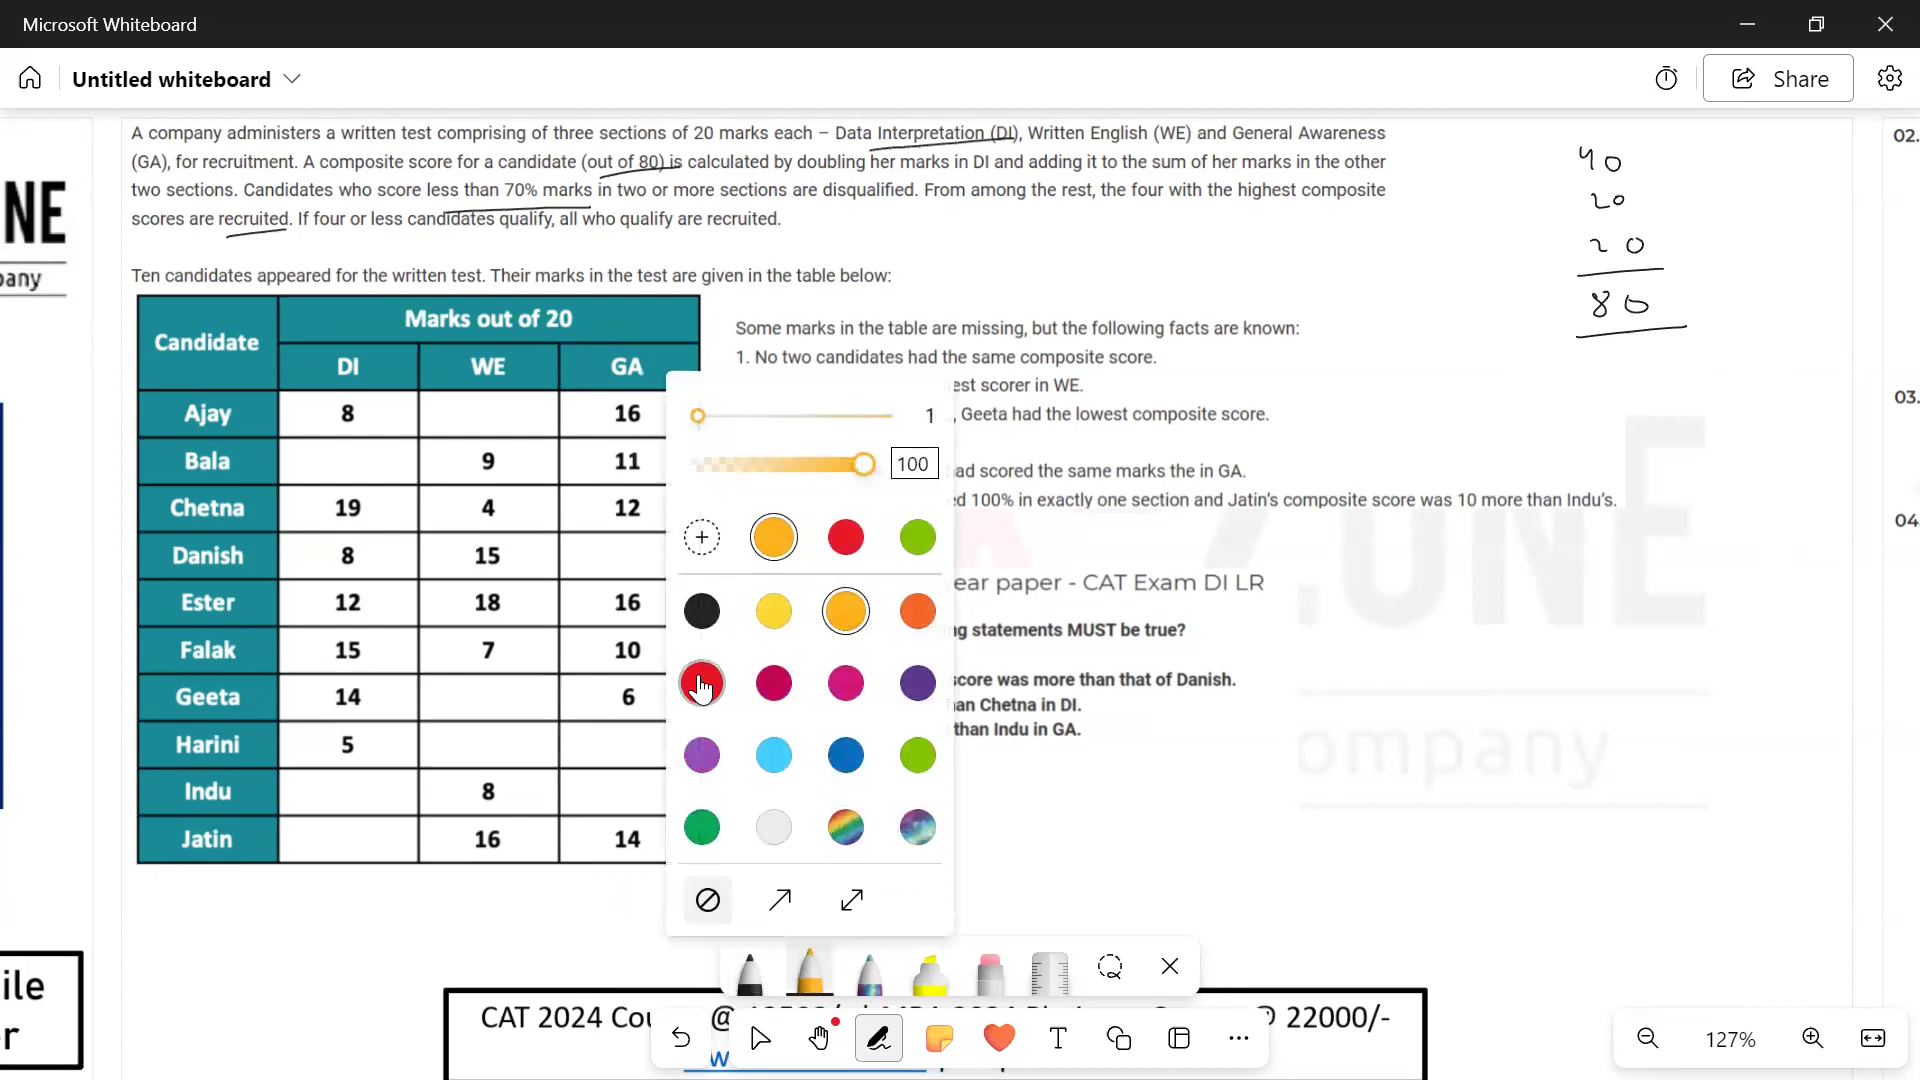 Microsoft Whiteboard
Untitled whiteboard
Share
A company administers a written test comprising of three sections of 20 marks each – Data Interpretation (DI), Written English (WE) and General Awareness
(GA), for recruitment. A composite score for a candidate (out of 80) is calculated by doubling her marks in DI and adding it to the sum of her marks in the other
two sections. Candidates who score less than 70% marks in two or more sections are disqualified. From among the rest, the four with the highest composite
scores are recruited. If four or less candidates qualify, all who qualify are recruited.
40
20
20
80
02.
NE
pany
Ten candidates appeared for the written test. Their marks in the test are given in the table below:
Candidate Marks out of 20
DI WE GA
Ajay 8 16
Bala 9 11
Chetna 19 4 12
Danish 8 15
Ester 12 18 16
Falak 15 7 10
Geeta 14 6
Harini 5
Indu 8
Jatin 16 14
Some marks in the table are missing, but the following facts are known:
1. No two candidates had the same composite score.
est scorer in WE.
, Geeta had the lowest composite score.
ad scored the same marks the in GA.
ed 100% in exactly one section and Jatin's composite score was 10 more than Indu's.
03.
04.
1
100
ear paper - CAT Exam DI LR
ng statements MUST be true?
score was more than that of Danish.
an Chetna in DI.
than Indu in GA.
.ONE
ompany
ile
r
CAT 2024 Cou
@
22000/-
w
127%